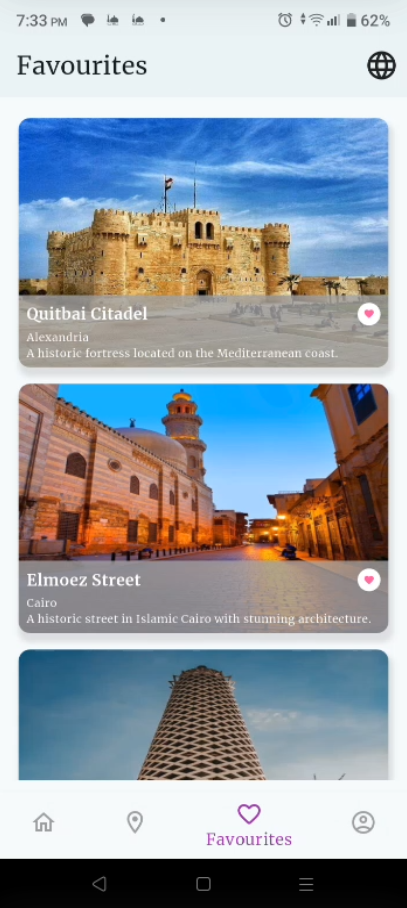 7:33 PM
62%
Favourites
Quitbai Citadel
Alexandria
A historic fortress located on the Mediterranean coast.
Elmoez Street
Cairo
A historic street in Islamic Cairo with stunning architecture.
Favourites